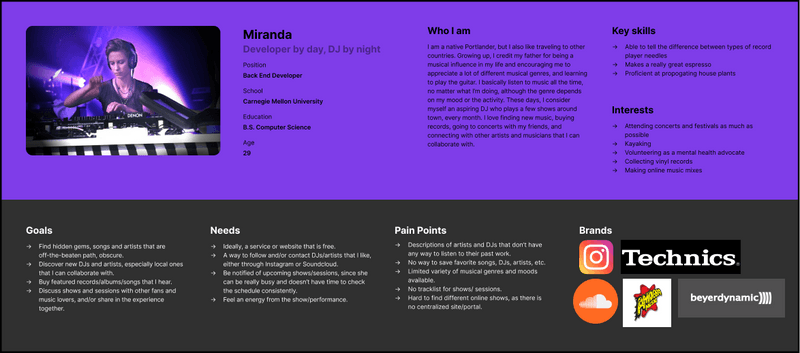 Miranda
Developer by day, DJ by night
Position
Back End Developer
School
Carnegie Mellon University
Education
B.S. Computer Science
Age
29
Who I am
I am a native Portlander, but I also like traveling to other
countries. Growing up, I credit my father for being a
musical influence in my life and encouraging me to
appreciate a lot of different musical genres, and learning
to play the guitar. I basically listen to music all the time,
no matter what I'm doing, although the genre depends
on my mood or the activity. These days, I consider
myself an aspiring DJ who plays a few shows around
town, every month. I love finding new music, buying
records, going to concerts with my friends, and
connecting with other artists and musicians that I can
collaborate with.
Key skills
→ Able to tell the difference between types of record
player needles
→ Makes a really great espresso
→ Proficient at propogating house plants
Interests
→ Attending concerts and festivals as much as
possible
→ Kayaking
→ Volunteering as a mental health advocate
→ Collecting vinyl records
→ Making online music mixes
DENON
Goals
→ Find hidden gems, songs and artists that are
off-the-beaten path, obscure.
→ Discover new DJs and artists, especially local ones
that I can collaborate with.
→ Buy featured records/albums/songs that I hear.
→ Discuss shows and sessions with other fans and
music lovers, and/or share in the experience
together.
Needs
→ Ideally, a service or website that is free.
→ A way to follow and/or contact DJs/artists that I like,
either through Instagram or Soundcloud.
→ Be notified of upcoming shows/sessions, since she
can be really busy and doesn't have time to check
the schedule consistently.
→ Feel an energy from the show/performance.
Pain Points
→ Descriptions of artists and DJs that don't have
any way to listen to their past work.
→ No way to save favorite songs, DJs, artists, etc.
→ Limited variety of musical genres and moods
available.
→ No tracklist for shows/ sessions.
→ Hard to find different online shows, as there is
no centralized site/portal.
Brands
Technics®
beyerdynamic))))